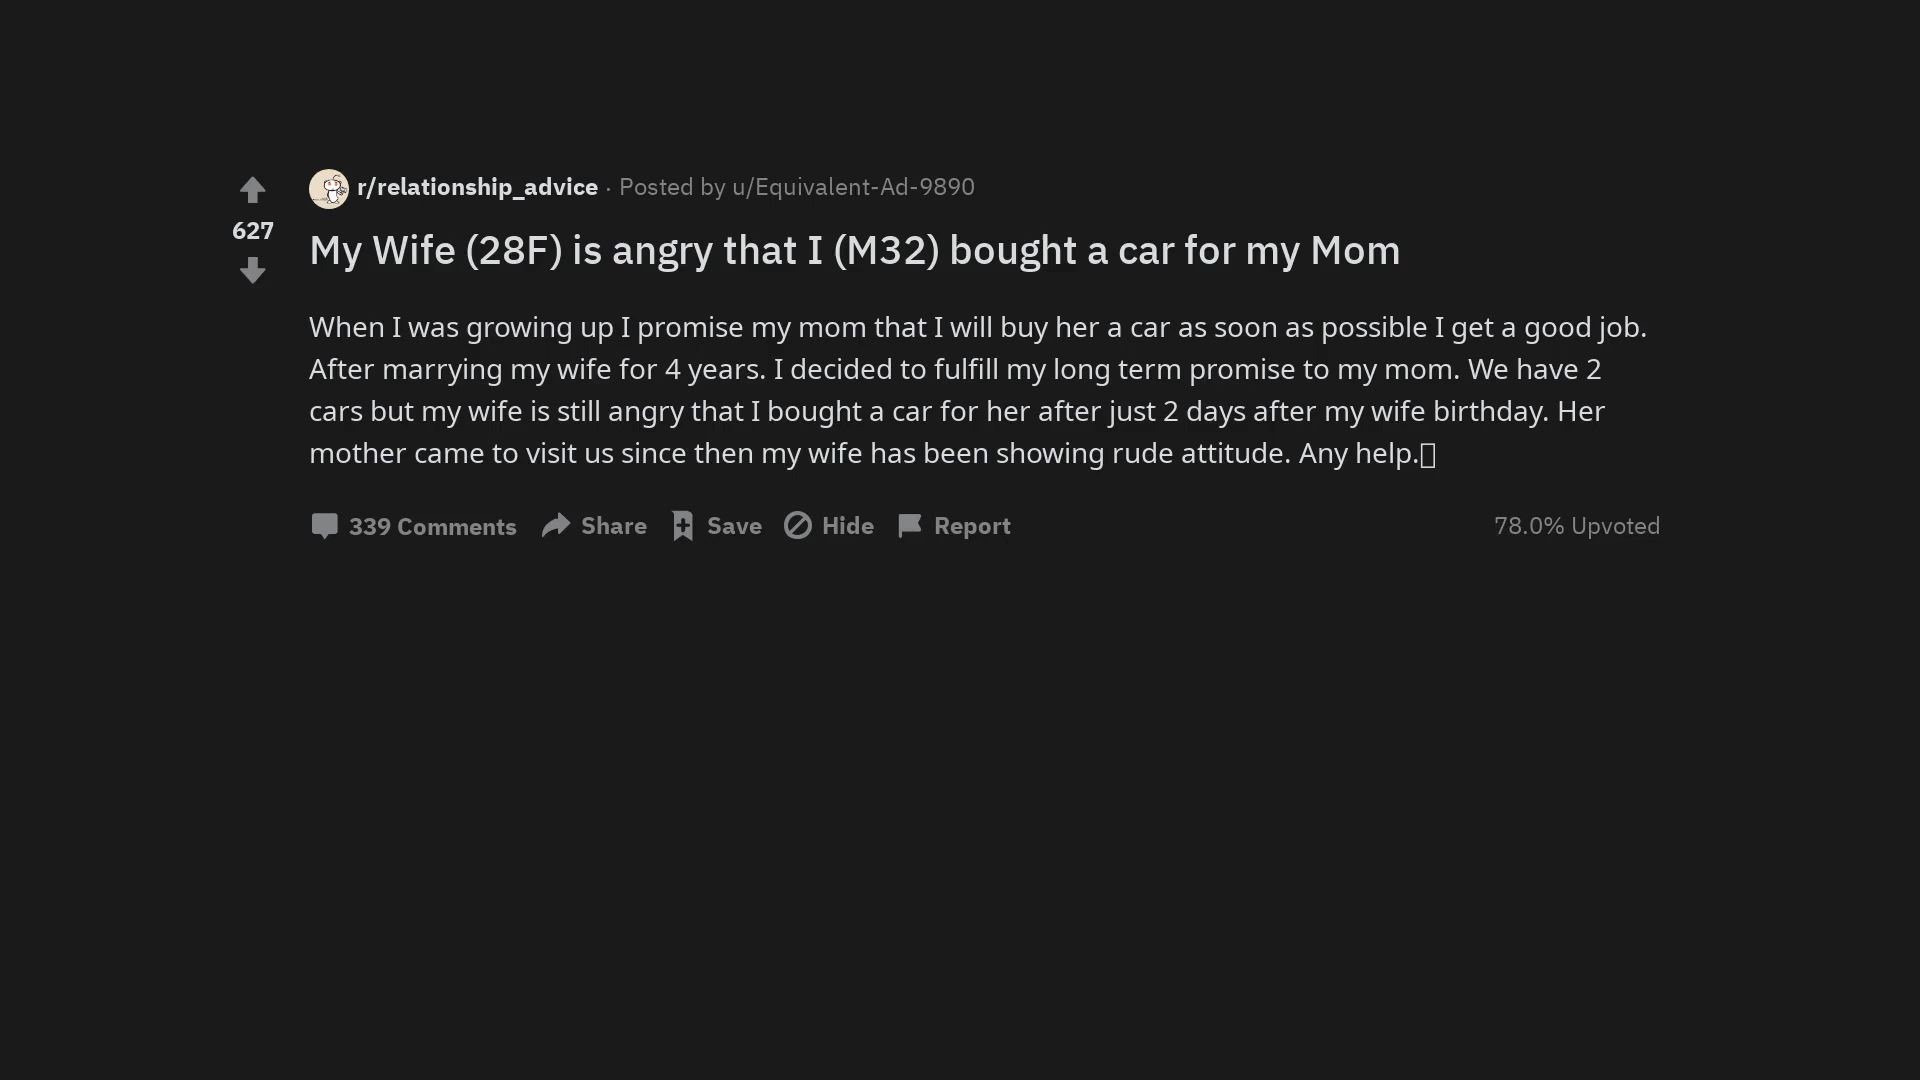 r/relationship_advice · Posted by u/Equivalent-Ad-9890
627
My Wife (28F) is angry that I (M32) bought a car for my Mom
When I was growing up I promise my mom that I will buy her a car as soon as possible I get a good job.
After marrying my wife for 4 years. I decided to fulfill my long term promise to my mom. We have 2
cars but my wife is still angry that I bought a car for her after just 2 days after my wife birthday. Her
mother came to visit us since then my wife has been showing rude attitude. Any help.
339 Comments Share Save Hide Report 78.0% Upvoted